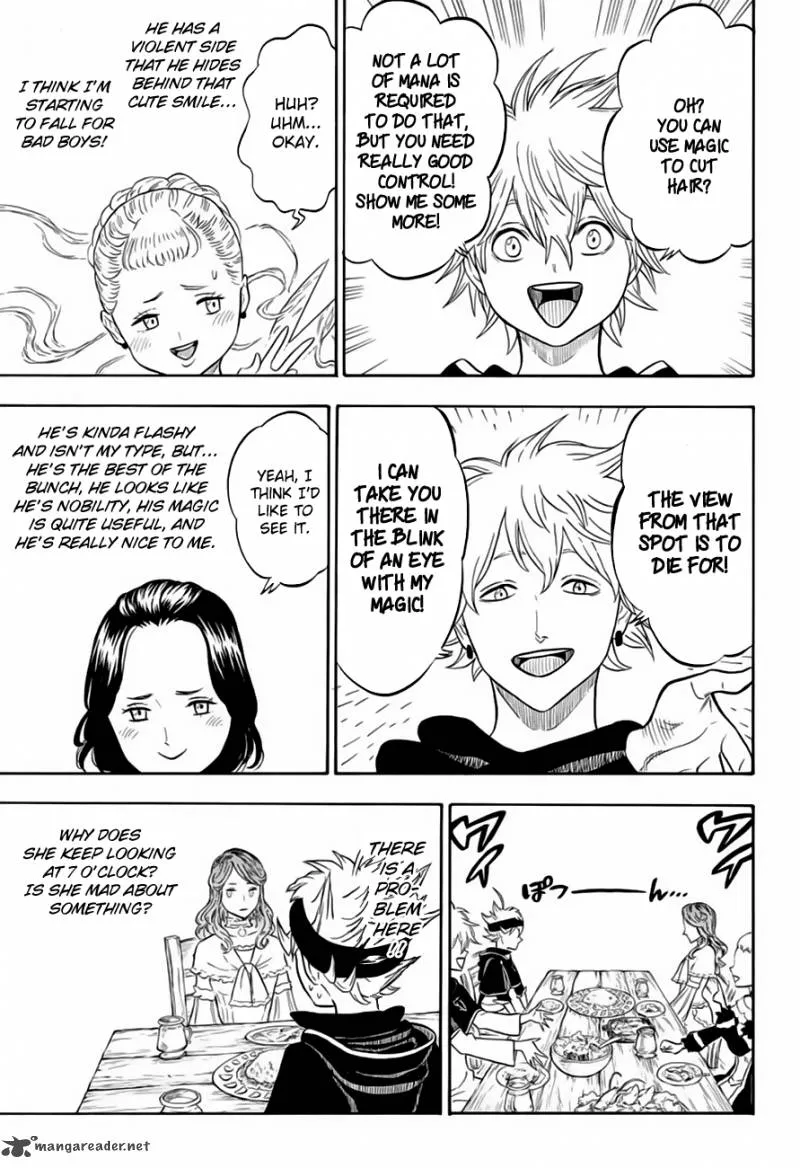 OH?
YOU CAN
USE MAGIC
TO CUT
HAIR?
NOT A LOT
OF MANA IS
REQUIRED
TO DO THAT,
BUT YOU NEED
REALLY GOOD
CONTROL!
SHOW ME SOME
MORE!
HUH?
UHM...
OKAY.
HE HAS A
VIOLENT SIDE
THAT HE HIDES
BEHIND THAT
CUTE SMILE...
I THINK I'M
STARTING
TO FALL FOR
BAD BOYS!
THE VIEW
FROM THAT
SPOT IS TO
DIE FOR!
I CAN
TAKE YOU
THERE IN
THE BLINK
OF AN EYE
WITH MY
MAGIC!
YEAH, I
THINK I'D
LIKE TO
SEE IT.
HE'S KINDA FLASHY
AND ISN'T MY TYPE, BUT...
HE'S THE BEST OF THE
BUNCH, HE LOOKS LIKE
HE'S NOBILITY, HIS MAGIC
IS QUITE USEFUL, AND
HE'S REALLY NICE TO ME.
ワイ
ワイ
ぽつーーん...
THERE
IS A
PRO-
BLEM
HERE
!!
WHY DOES
SHE KEEP LOOKING
AT 7 O'CLOCK?
IS SHE MAD ABOUT
SOMETHING?
mangareader.net